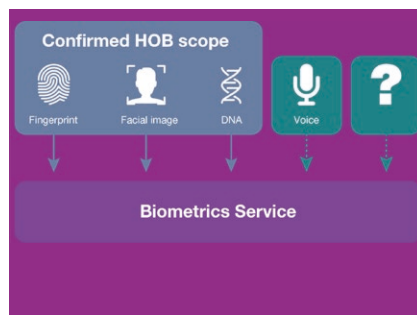 Confirmed HOB scope
Fingerprint
Facial image
DNA
Voice
?
Biometrics Service